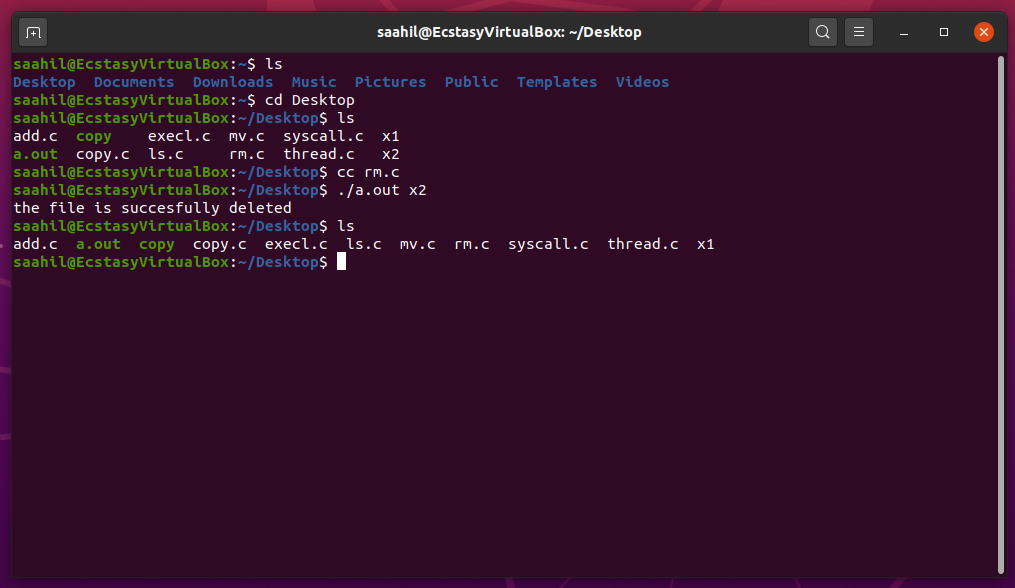 saahil@EcstasyVirtualBox: ~/Desktop
saahil@EcstasyVirtualBox:~$ ls
Desktop  Documents  Downloads  Music  Pictures  Public  Templates  Videos
saahil@EcstasyVirtualBox:~$ cd Desktop
saahil@EcstasyVirtualBox:~/Desktop$ ls
add.c  copy    execl.c  mv.c  syscall.c  x1
a.out  copy.c  ls.c     rm.c  thread.c   x2
saahil@EcstasyVirtualBox:~/Desktop$ cc rm.c
saahil@EcstasyVirtualBox:~/Desktop$ ./a.out x2
the file is succesfully deleted
saahil@EcstasyVirtualBox:~/Desktop$ ls
add.c  a.out  copy  copy.c  execl.c  ls.c  mv.c  rm.c  syscall.c  thread.c  x1
saahil@EcstasyVirtualBox:~/Desktop$